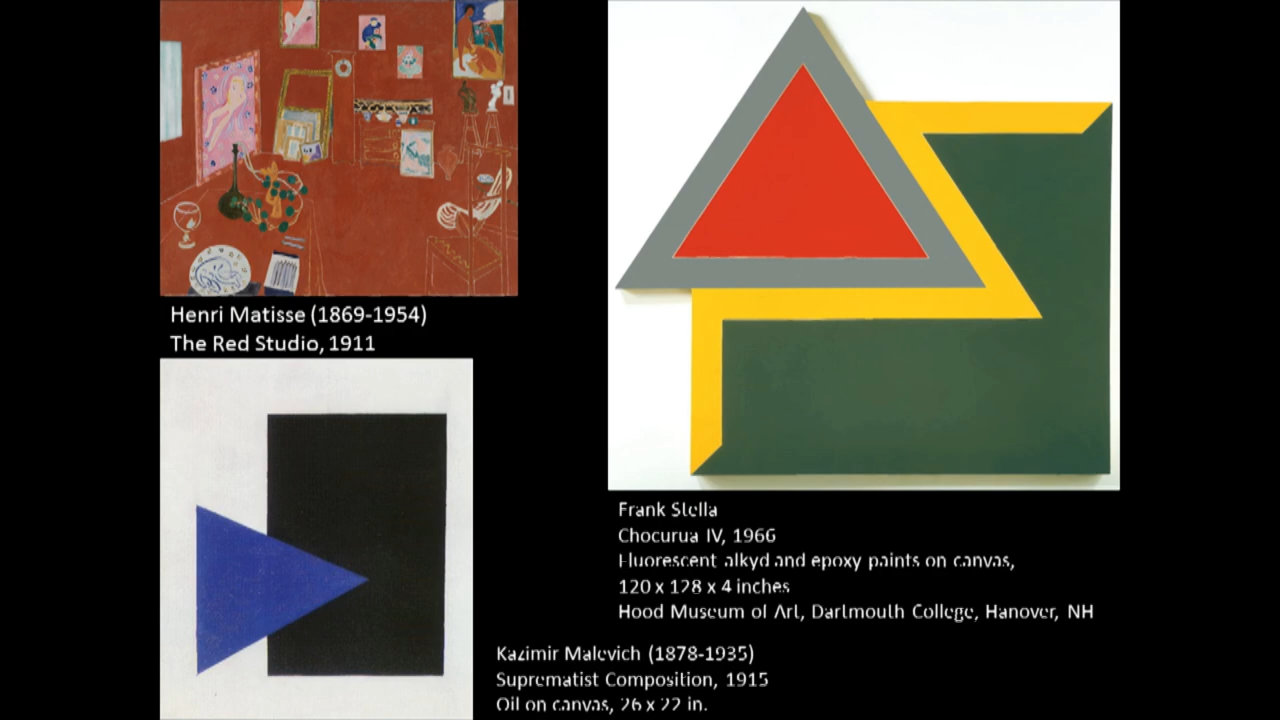 Henri Matisse (1869-1954)
The Red Studio, 1911
Frank Stella
Chocurua IV, 1966
Fluorescent alkyd and epoxy paints on canvas,
120 x 128 x 4 inches
Hood Museum of Art, Dartmouth College, Hanover, NH
Kazimir Malevich (1878-1935)
Suprematist Composition, 1915
Oil on canvas, 26 x 22 in.